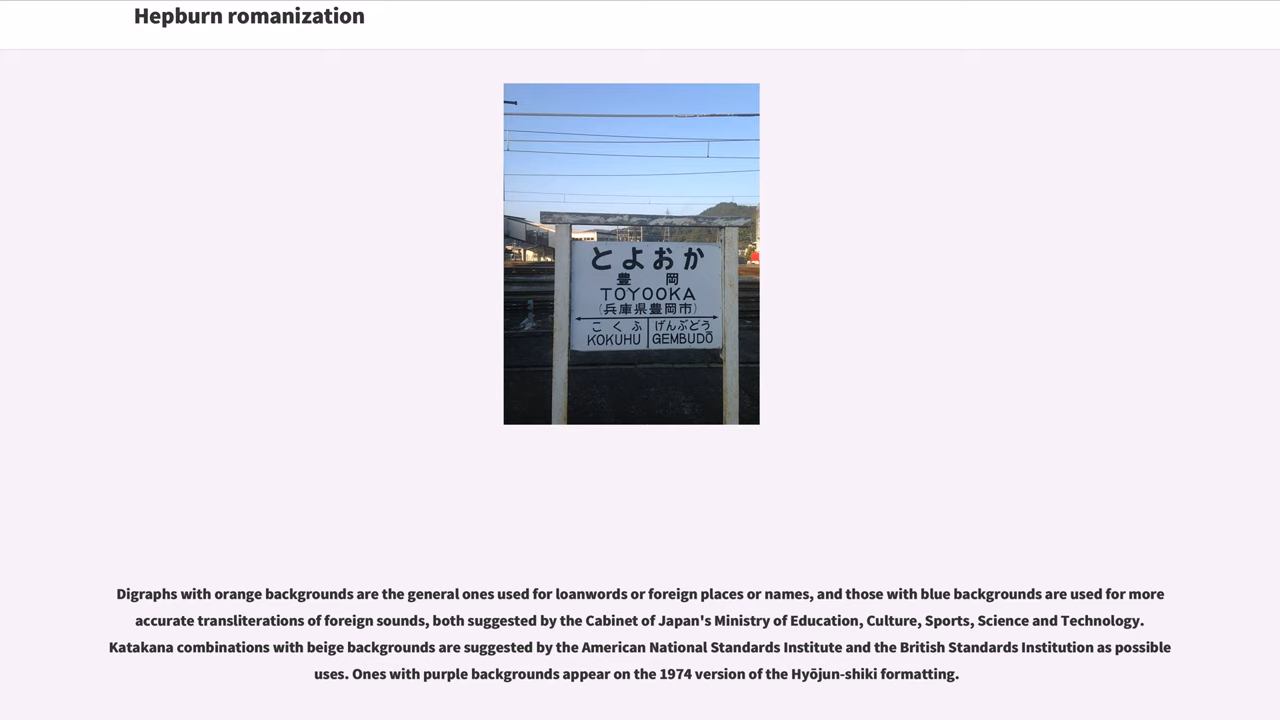 Hepburn romanization
とよおか
豊岡
TOYOOKA
(兵庫県豊岡市)
こくふ げんぶどう
KOKUHU GEMBUDŌ
Digraphs with orange backgrounds are the general ones used for loanwords or foreign places or names, and those with blue backgrounds are used for more
accurate transliterations of foreign sounds, both suggested by the Cabinet of Japan's Ministry of Education, Culture, Sports, Science and Technology.
Katakana combinations with beige backgrounds are suggested by the American National Standards Institute and the British Standards Institution as possible
uses. Ones with purple backgrounds appear on the 1974 version of the Hyōjun-shiki formatting.